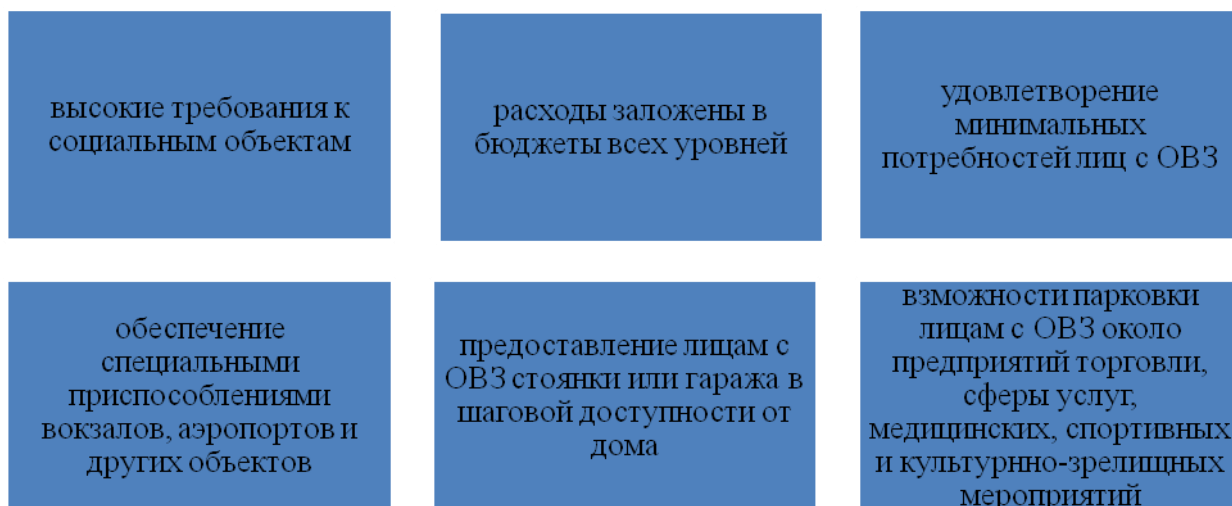 высокие требования к
социальным объектам
расходы заложены в
бюджеты всех уровней
удовлетворение
минимальных
потребностей лиц с ОВЗ
обеспечение
специальными
приспособлениями
вокзалов, аэропортов и
других объектов
предоставление лицам с
ОВЗ стоянки или гаража в
шаговой доступности от
дома
взможности парковки
лицам с ОВЗ около
предприятий торговли,
сферы услуг,
медицинских, спортивных
и культурнно-зрелищных
мероприятий